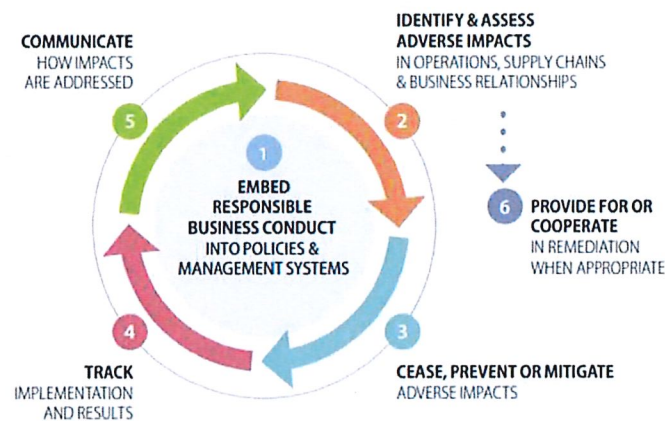 COMMUNICATE
HOW IMPACTS
ARE ADDRESSED
5
IDENTIFY & ASSESS
ADVERSE IMPACTS
IN OPERATIONS, SUPPLY CHAINS
& BUSINESS RELATIONSHIPS
2
1
EMBED
RESPONSIBLE
BUSINESS CONDUCT
INTO POLICIES &
MANAGEMENT SYSTEMS
6
PROVIDE FOR OR
COOPERATE
IN REMEDIATION
WHEN APPROPRIATE
4
TRACK
IMPLEMENTATION
AND RESULTS
3
CEASE, PREVENT OR MITIGATE
ADVERSE IMPACTS